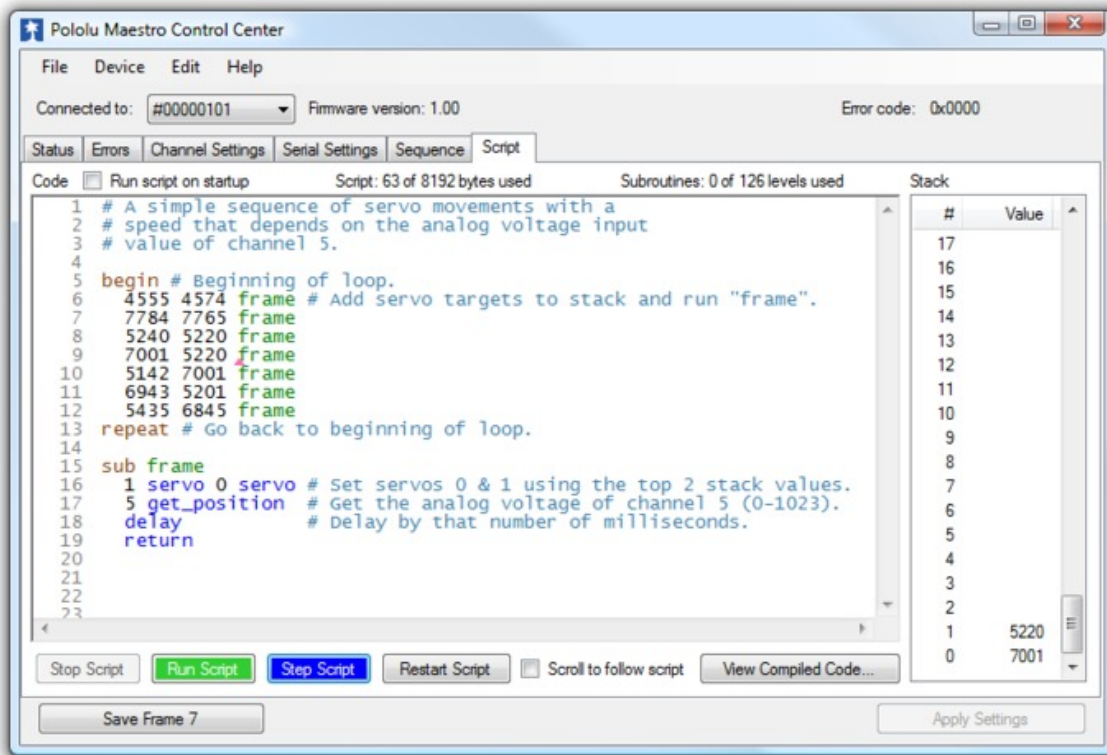 Pololu Maestro Control Center
File Device Edit Help
Connected to: #00000101 Firmware version: 1.00 Error code: 0x0000
Status Errors Channel Settings Serial Settings Sequence Script
Code Run script on startup Script: 63 of 8192 bytes used Subroutines: 0 of 126 levels used Stack
# Value
1 # A simple sequence of servo movements with a
2 # speed that depends on the analog voltage input
3 # value of channel 5.
4
5 begin # Beginning of loop.
6 4555 4574 frame # Add servo targets to stack and run "frame".
7 7784 7765 frame
8 5240 5220 frame
9 7001 5220 frame
10 5142 7001 frame
11 6943 5201 frame
12 5435 6845 frame
13 repeat # Go back to beginning of loop.
14
15 sub frame
16 1 servo 0 servo # Set servos 0 & 1 using the top 2 stack values.
17 5 get_position # Get the analog voltage of channel 5 (0-1023).
18 delay # Delay by that number of milliseconds.
19 return
20
21
22
23
17
16
15
14
13
12
11
10
9
8
7
6
5
4
3
2
1 5220
0 7001
Stop Script Run Script Step Script Restart Script Scroll to follow script View Compiled Code...
Save Frame 7 Apply Settings